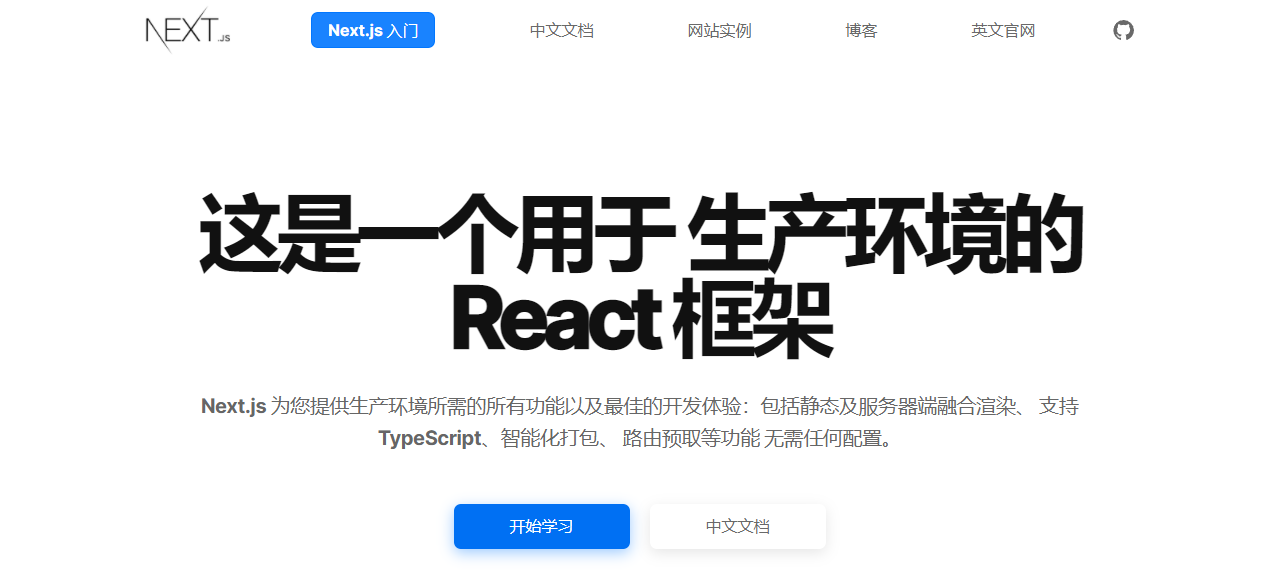 NEXT.JS
Next.js 入门
中文文档
网站实例
博客
英文官网
这是一个用于 生产环境的
React 框架
Next.js 为您提供生产环境所需的所有功能以及最佳的开发体验：包括静态及服务器端融合渲染、 支持
TypeScript、智能化打包、 路由预取等功能 无需任何配置。
开始学习
中文文档